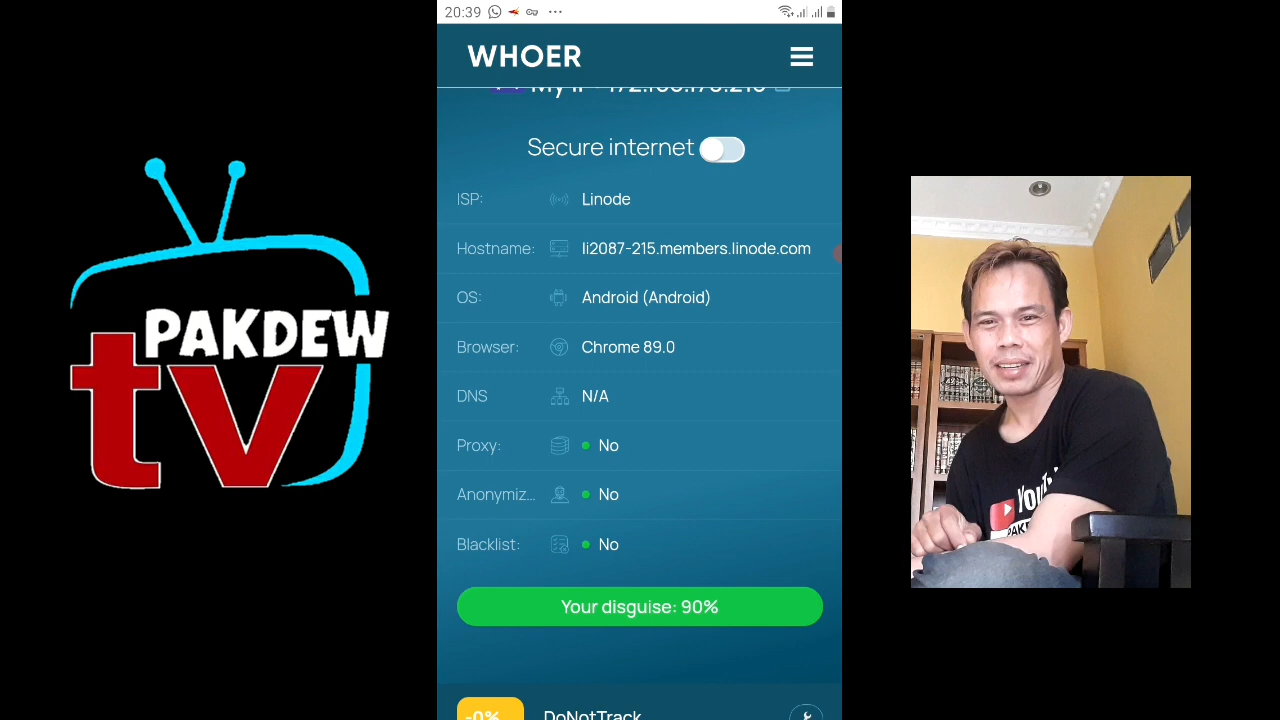 PAKDEW
tv
20:39
WHOER
Secure internet
ISP: Linode
Hostname: li2087-215.members.linode.com
OS: Android (Android)
Browser: Chrome 89.0
DNS N/A
Proxy: No
Anonymiz... No
Blacklist: No
Your disguise: 90%
-0% DoNotTrack